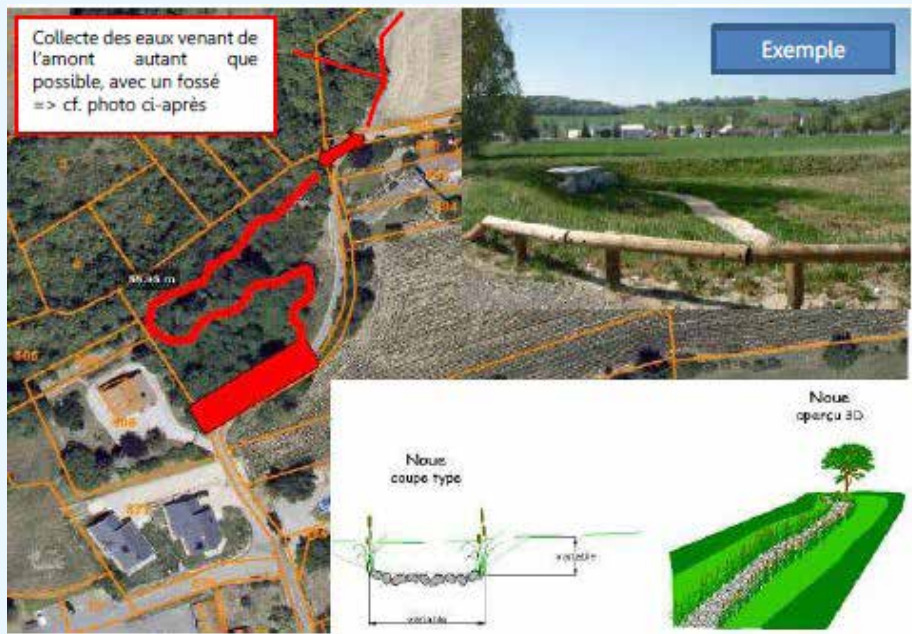 Collecte des eaux venant de
l'amont autant que
possible, avec un fossé
=> cf. photo ci-après
Exemple
Noue
coupe type
variable
variable
Noue
aperçu 3D